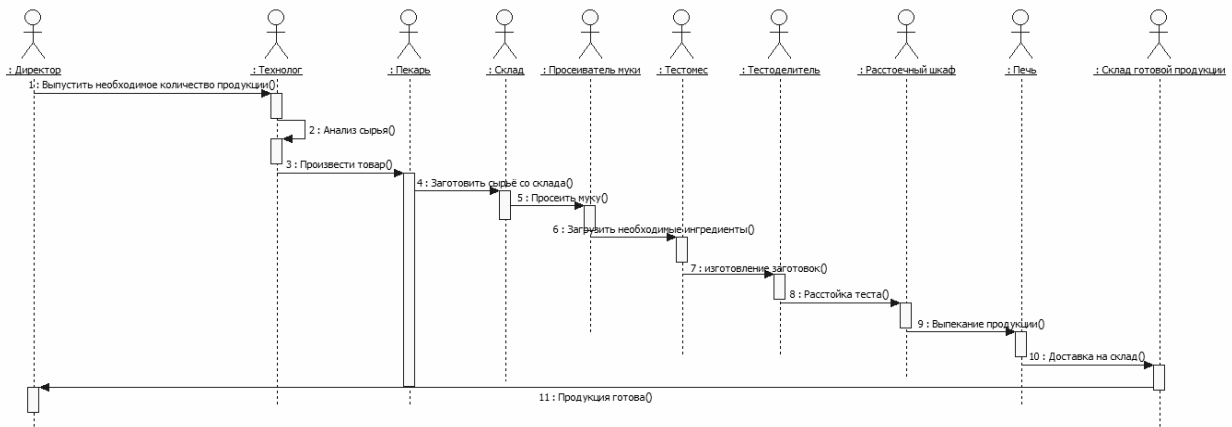 : Директор
: Технолог
: Пекарь
: Склад
: Просеиватель муки
: Тестомес
: Тестоделитель
: Расстоечный шкаф
: Печь
: Склад готовой продукции
1 : Выпустить необходимое количество продукции()
2 : Анализ сырья()
3 : Произвести товар()
4 : Заготовить сырьё со склада()
5 : Просеить муку()
6 : Загрузить необходимые ингредиенты()
7 : изготовление заготовок()
8 : Расстойка теста()
9 : Выпекание продукции()
10 : Доставка на склад()
11 : Продукция готова()